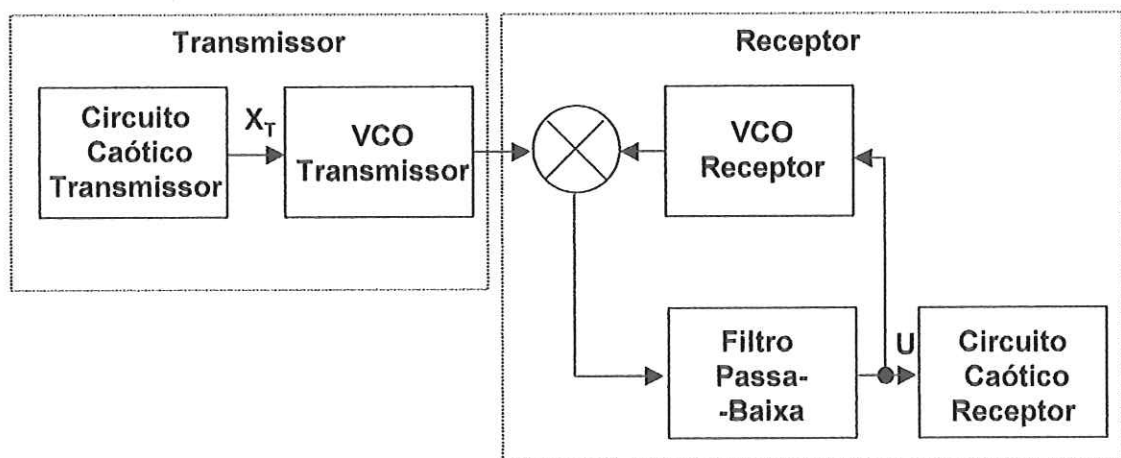 Transmissor
Circuito
Caótico
Transmissor
X_T
VCO
Transmissor
Receptor
VCO
Receptor
Filtro
Passa-
-Baixa
U
Circuito
Caótico
Receptor